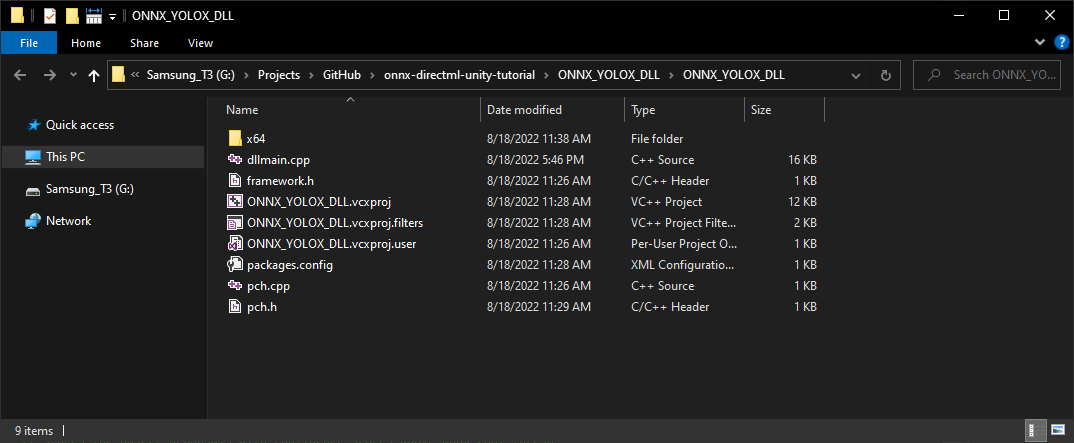 ONNX_YOLOX_DLL
File Home Share View
Samsung_T3 (G:) Projects GitHub onnx-directml-unity-tutorial ONNX_YOLOX_DLL ONNX_YOLOX_DLL Search ONNX_YO...
Quick access
This PC
Samsung_T3 (G:)
Network
Name Date modified Type Size
x64 8/18/2022 11:38 AM File folder
dllmain.cpp 8/18/2022 5:46 PM C++ Source 16 KB
framework.h 8/18/2022 11:26 AM C/C++ Header 1 KB
ONNX_YOLOX_DLL.vcxproj 8/18/2022 11:28 AM VC++ Project 12 KB
ONNX_YOLOX_DLL.vcxproj.filters 8/18/2022 11:28 AM VC++ Project Filte... 2 KB
ONNX_YOLOX_DLL.vcxproj.user 8/18/2022 11:26 AM Per-User Project O... 1 KB
packages.config 8/18/2022 11:28 AM XML Configuratio... 1 KB
pch.cpp 8/18/2022 11:26 AM C++ Source 1 KB
pch.h 8/18/2022 11:29 AM C/C++ Header 1 KB
9 items